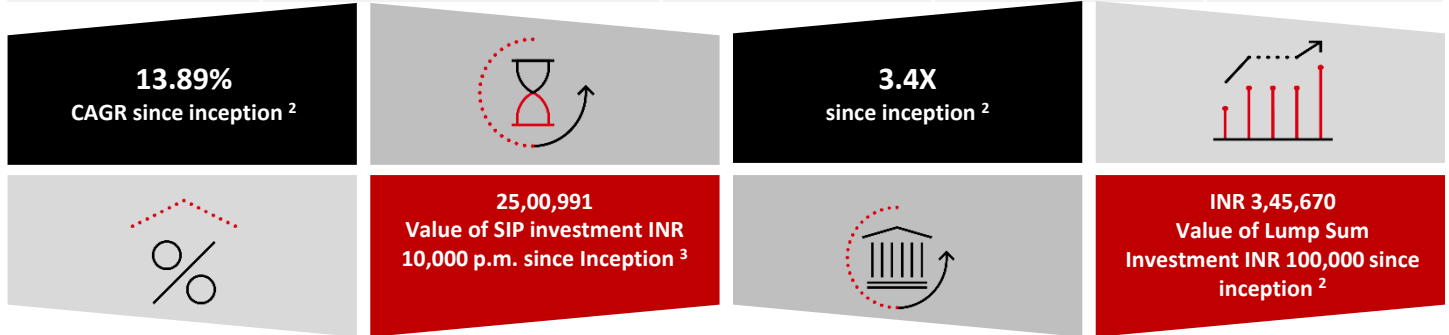 13.89%
CAGR since inception ²
3.4X
since inception ²
25,00,991
Value of SIP investment INR
10,000 p.m. since Inception ³
INR 3,45,670
Value of Lump Sum
Investment INR 100,000 since
inception ²